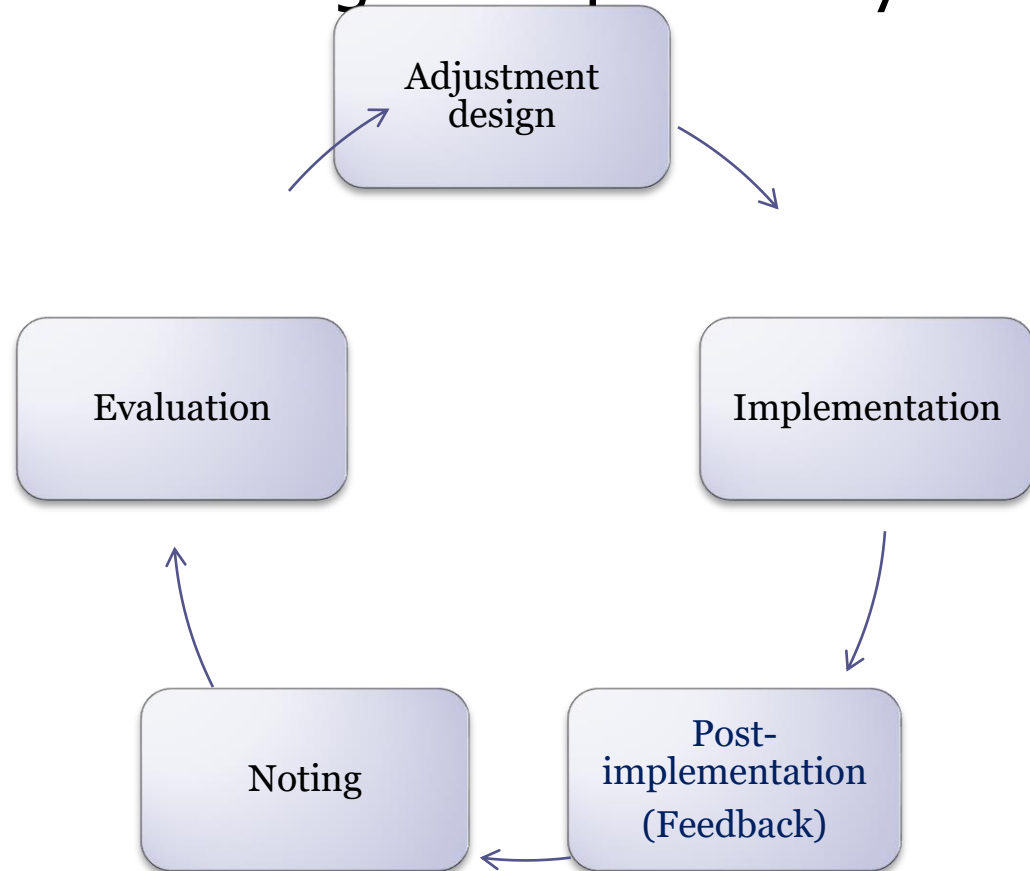 Adjustment
design
Evaluation
Implementation
Noting
Post-
implementation
(Feedback)